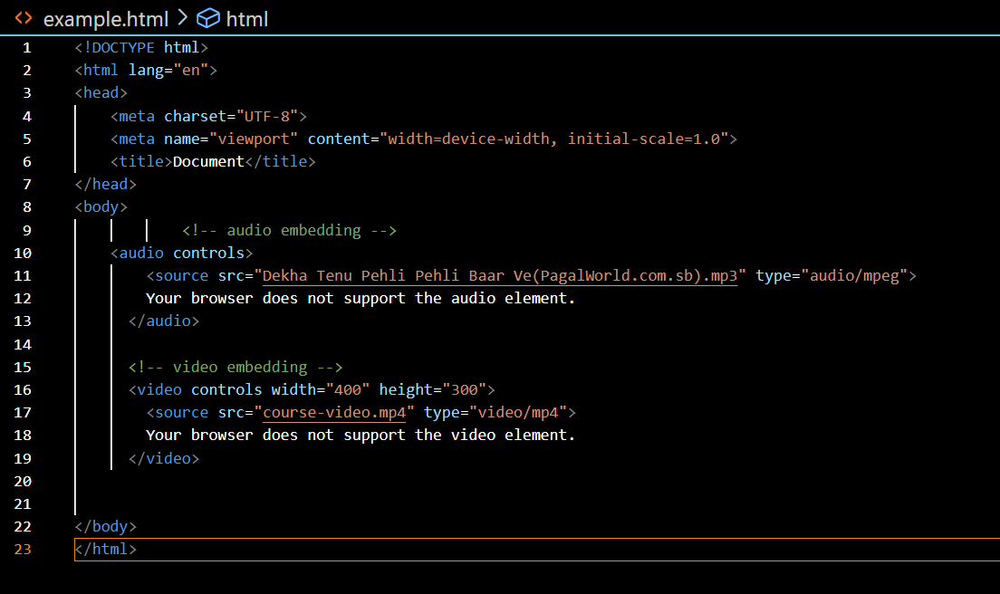 example.html > html
1 <!DOCTYPE html>
2 <html lang="en">
3 <head>
4     <meta charset="UTF-8">
5     <meta name="viewport" content="width=device-width, initial-scale=1.0">
6     <title>Document</title>
7 </head>
8 <body>
9             <!-- audio embedding -->
10     <audio controls>
11         <source src="Dekha Tenu Pehli Pehli Baar Ve(PagalWorld.com.sb).mp3" type="audio/mpeg">
12         Your browser does not support the audio element.
13       </audio>
14
15       <!-- video embedding -->
16       <video controls width="400" height="300">
17         <source src="course-video.mp4" type="video/mp4">
18         Your browser does not support the video element.
19       </video>
20
21
22 </body>
23 </html>